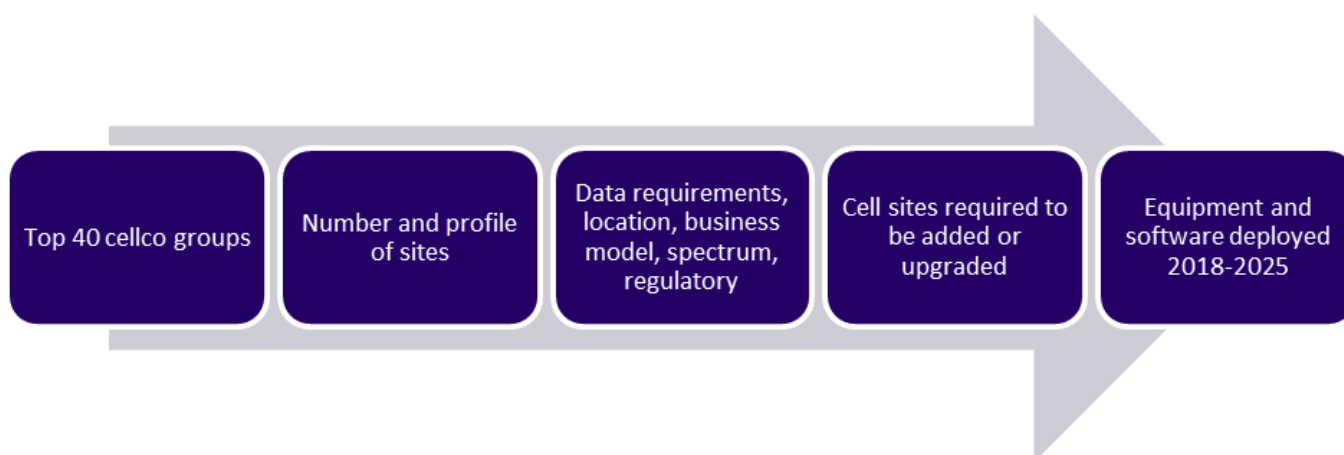 Top 40 cellco groups
Number and profile
of sites
Data requirements,
location, business
model, spectrum,
regulatory
Cell sites required to
be added or
upgraded
Equipment and
software deployed
2018-2025